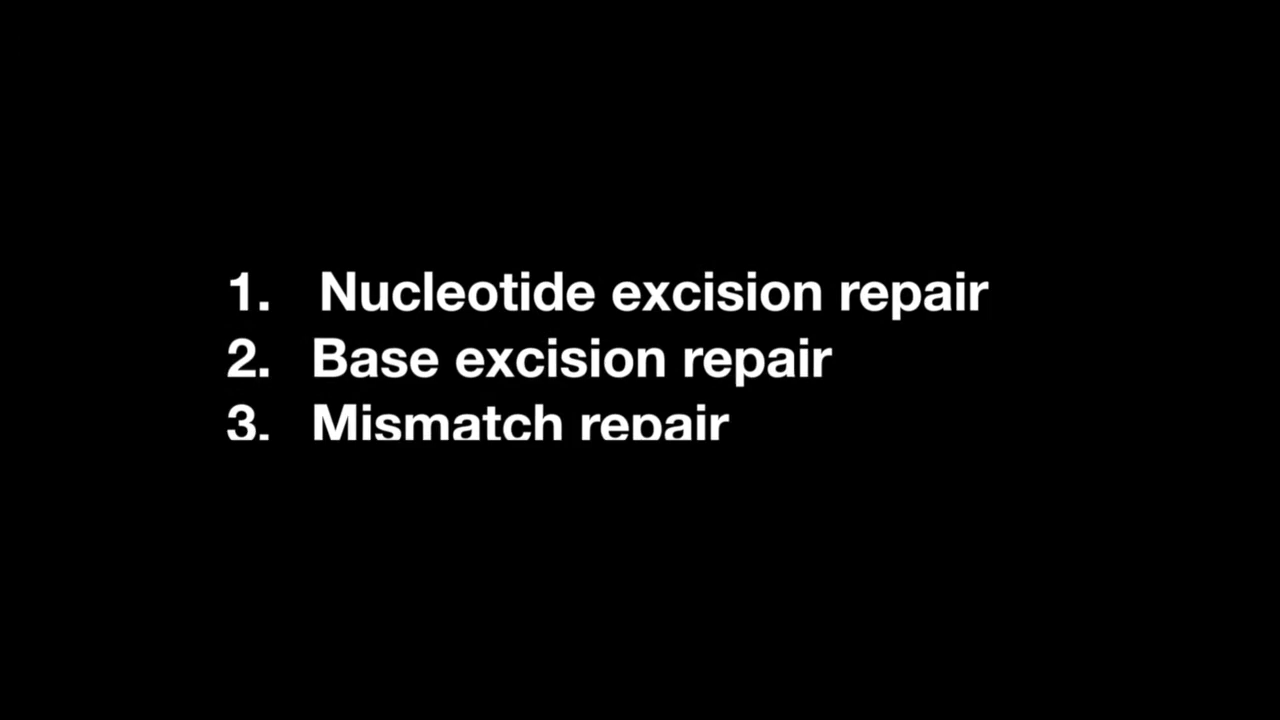 1. Nucleotide excision repair
2. Base excision repair
3. Mismatch repair